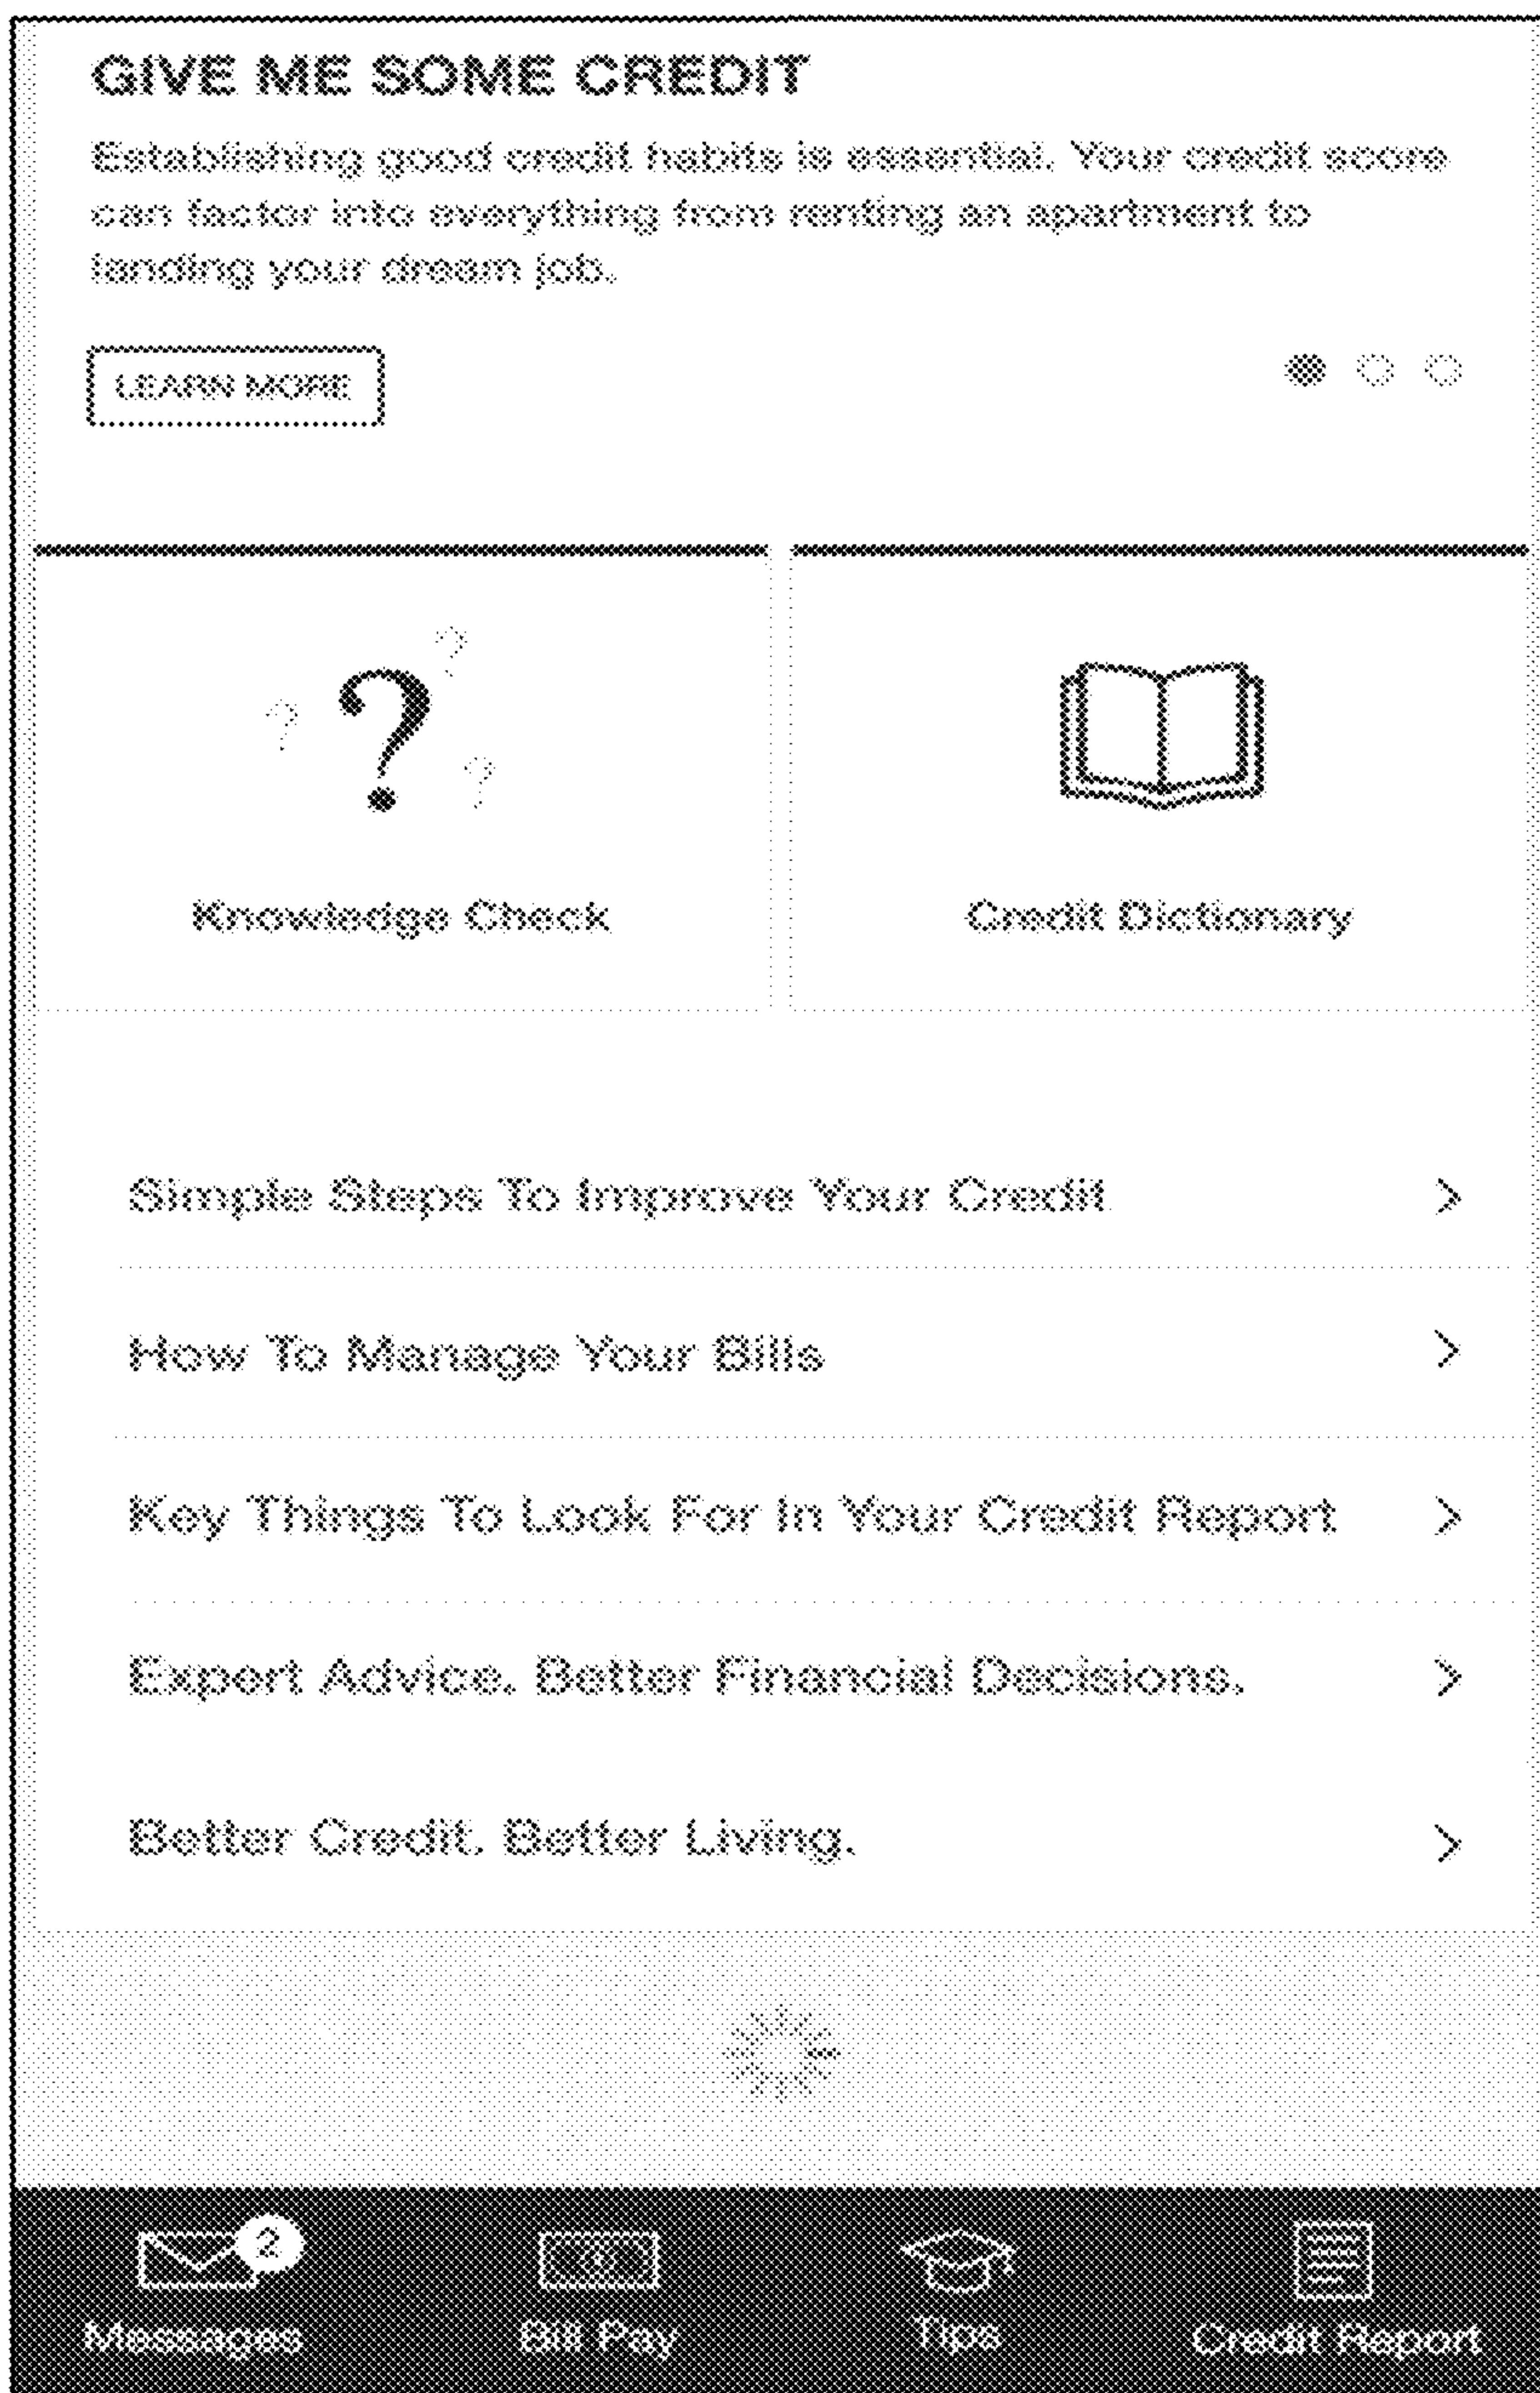 GIVE ME SOME CREDIT
Establishing good credit habits is essential. Your credit score
can factor into everything from renting an apartment to
landing your dream job.
LEARN MORE
? ? ? ?
Knowledge Check
Credit Dictionary
Simple Steps To Improve Your Credit
>
How To Manage Your Bills
>
Key Things To Look For In Your Credit Report
>
Expert Advice. Better Financial Decisions.
>
Better Credit. Better Living.
>
2
Messages
Bill Pay
Tips
Credit Report